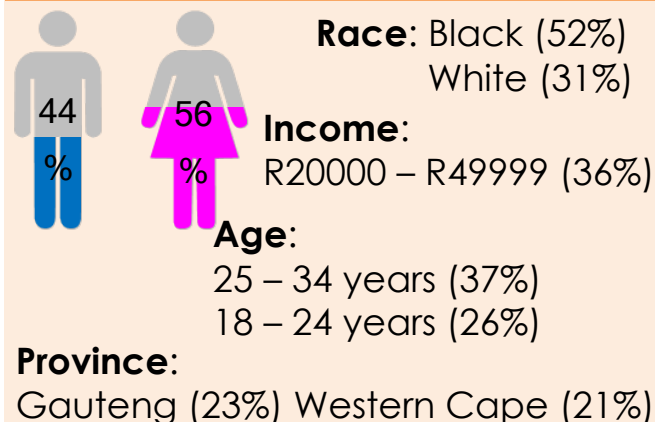 44
%
56
%
Race: Black (52%)
White (31%)
Income:
R20000 – R49999 (36%)
Age:
25 – 34 years (37%)
18 – 24 years (26%)
Province:
Gauteng (23%) Western Cape (21%)